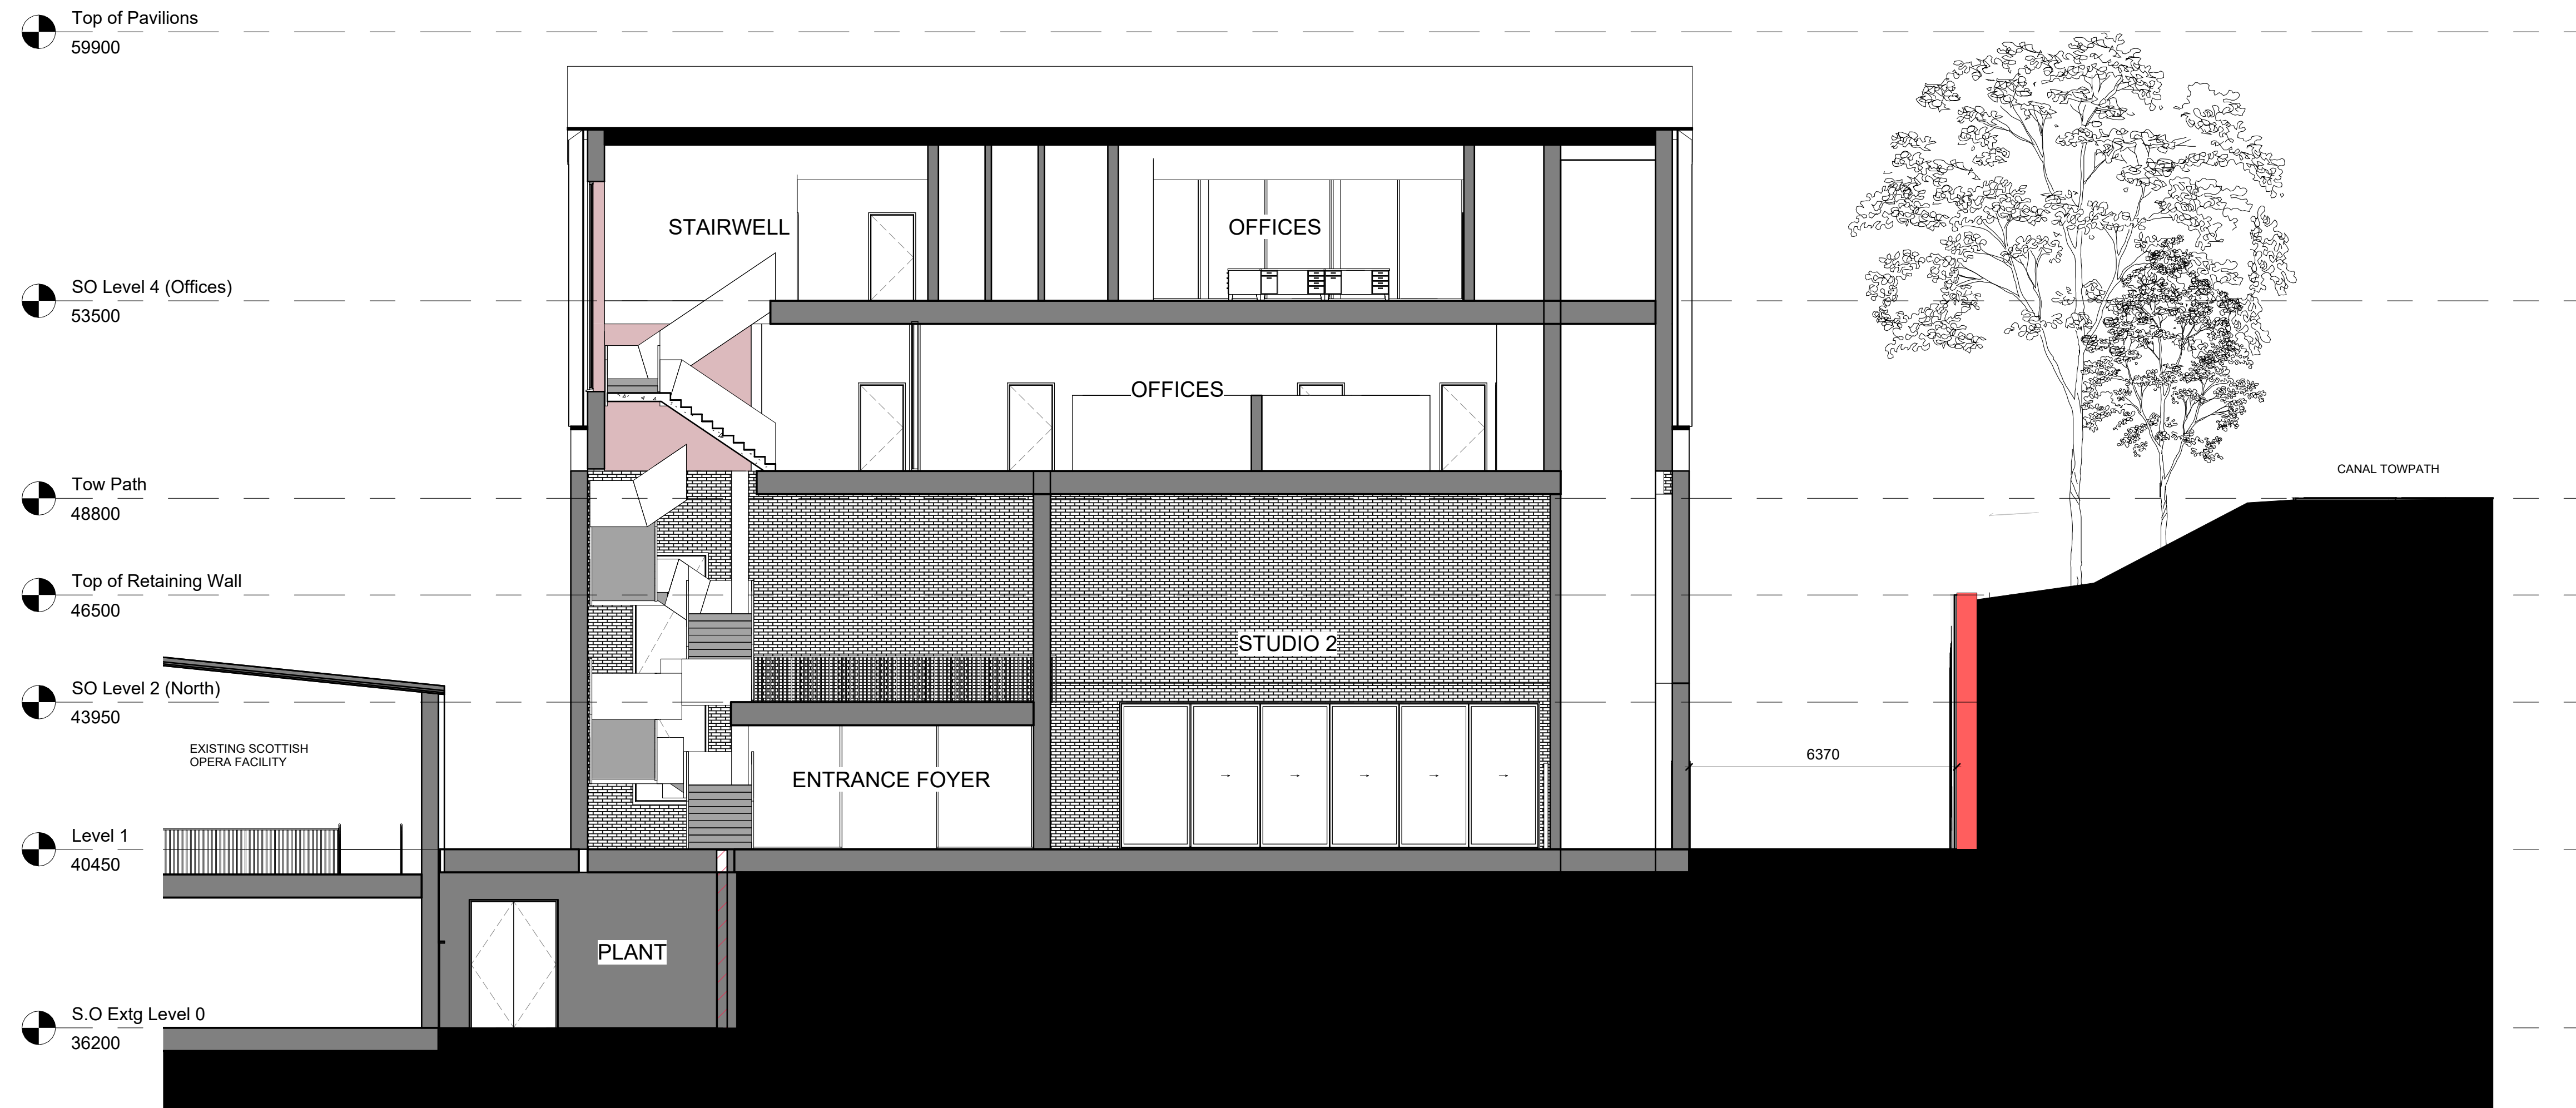 Top of Pavilions
59900
STAIRWELL
OFFICES
SO Level 4 (Offices)
53500
OFFICES
CANAL TOWPATH
Tow Path
48800
Top of Retaining Wall
46500
STUDIO 2
SO Level 2 (North)
43950
EXISTING SCOTTISH
OPERA FACILITY
6370
ENTRANCE FOYER
Level 1
40450
PLANT
S.O Extg Level 0
36200